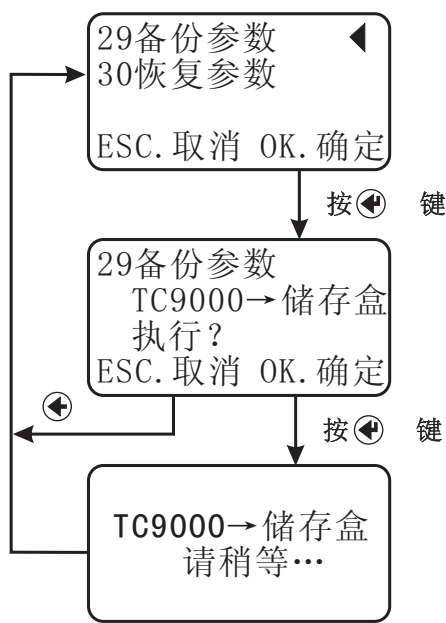 29备份参数
30恢复参数
ESC.取消 OK.确定
按 键
29备份参数
TC9000→储存盒
执行?
ESC.取消 OK.确定
按 键
TC9000→储存盒
请稍等…